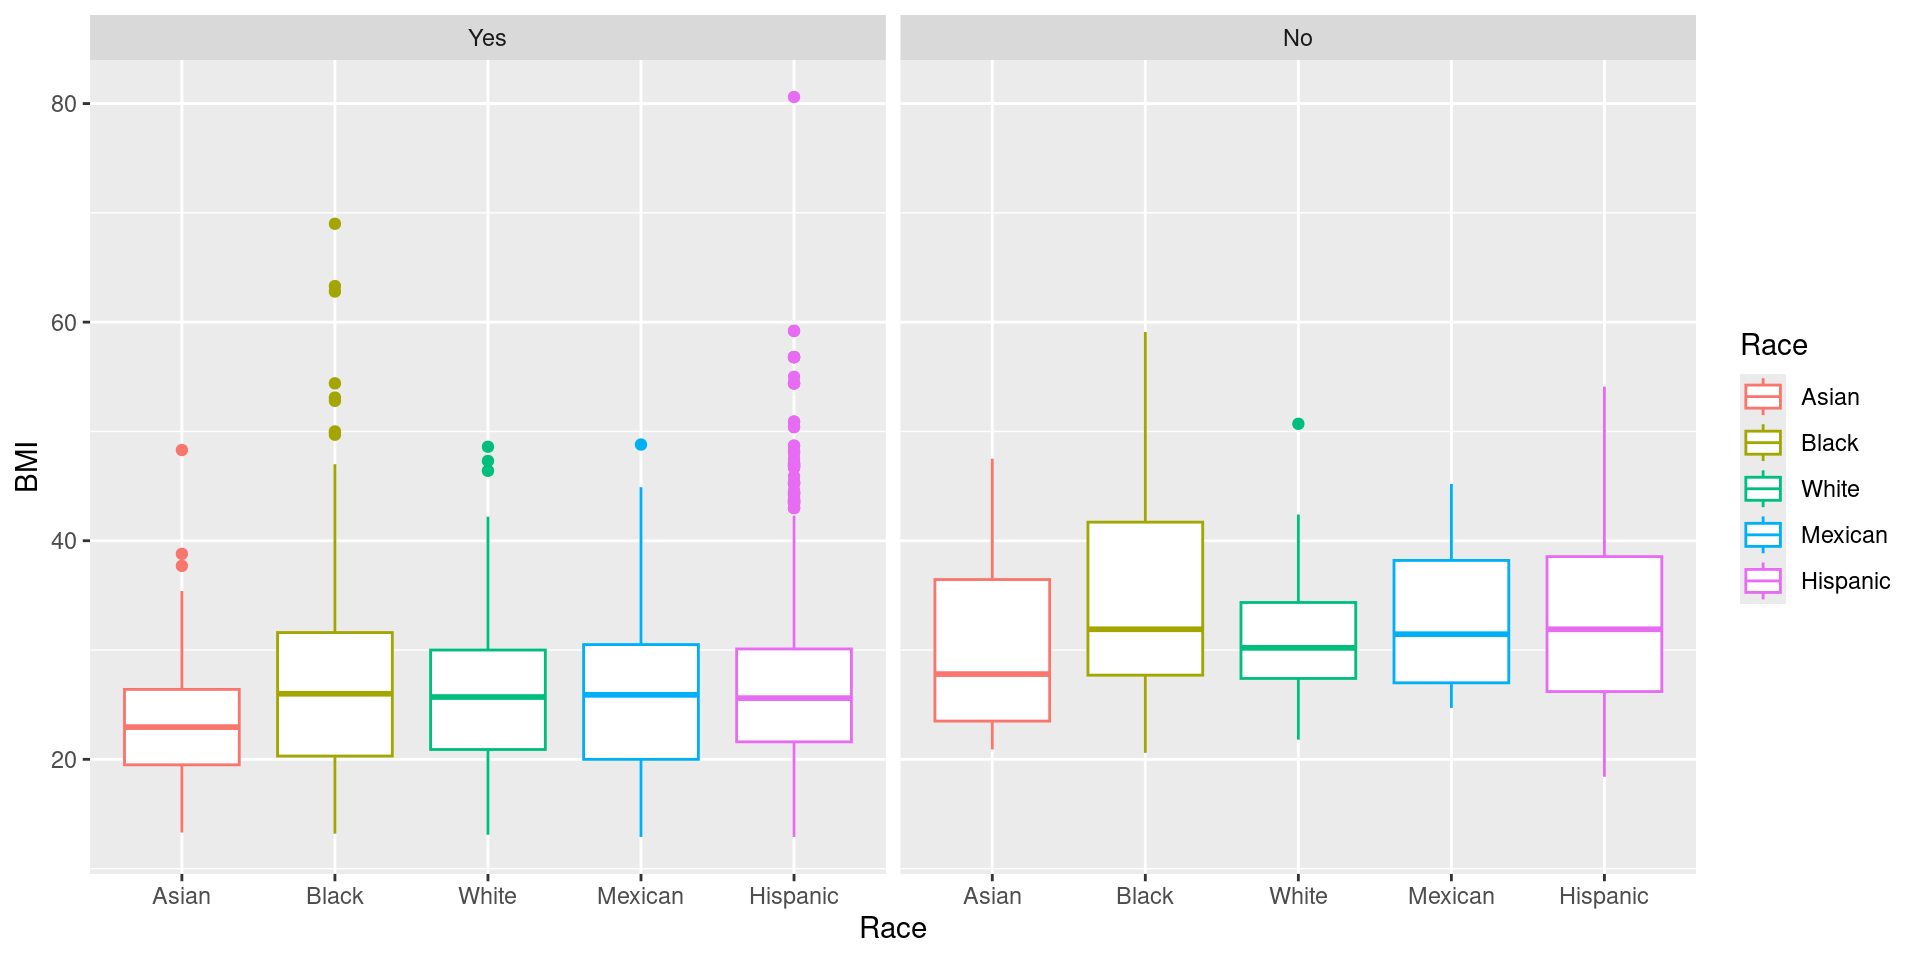 Yes No
80
60
40
20
BMI
Asian Black White Mexican Hispanic Asian Black White Mexican Hispanic
Race
Race
Asian
Black
White
Mexican
Hispanic